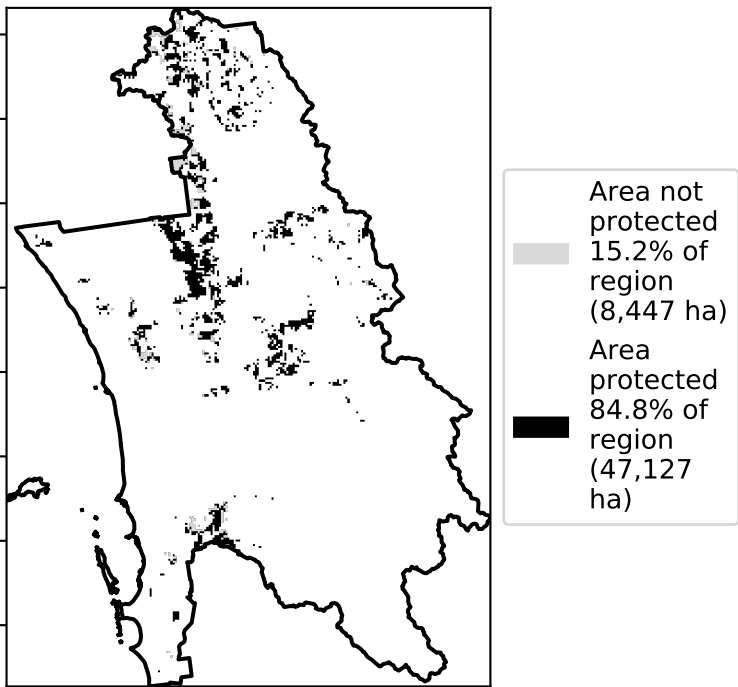 Area not
protected
15.2% of
region
(8,447 ha)
Area
protected
84.8% of
region
(47,127
ha)